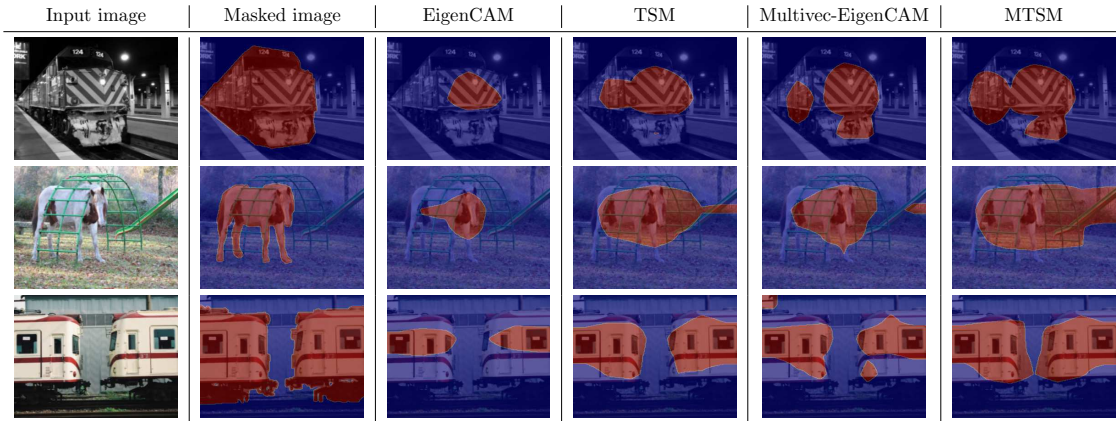 Input image
Masked image
EigenCAM
TSM
Multivec-EigenCAM
MTSM
124